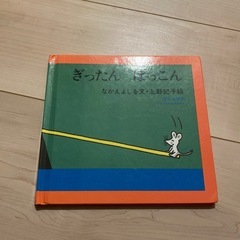 ぎったん ばっこん
なかえよしを文・上野紀子絵